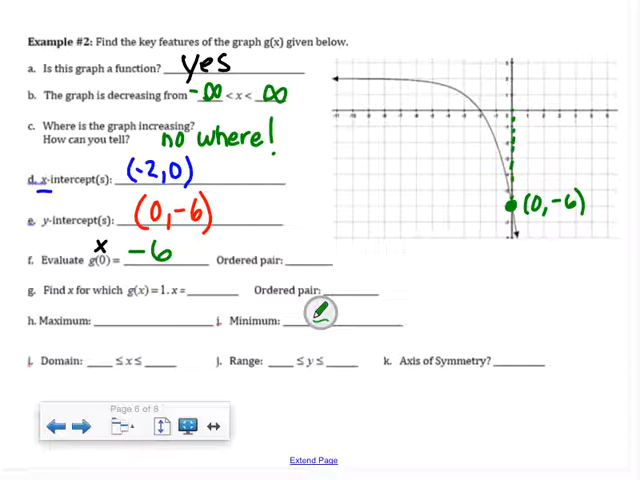 Example #2: Find the key features of the graph g(x) given below.
a. Is this graph a function? yes
b. The graph is decreasing from -∞ < x < ∞
c. Where is the graph increasing?
How can you tell? no where!
d. x-intercept(s): (-2,0)
e. y-intercept(s): (0,-6)
(0,-6)
x
f. Evaluate g(0) = -6 Ordered pair:
g. Find x for which g(x) = 1. x = Ordered pair:
h. Maximum: i. Minimum:
i. Domain: ≤ x ≤ j. Range: ≤ y ≤ k. Axis of Symmetry?
Page 6 of 8
Extend Page